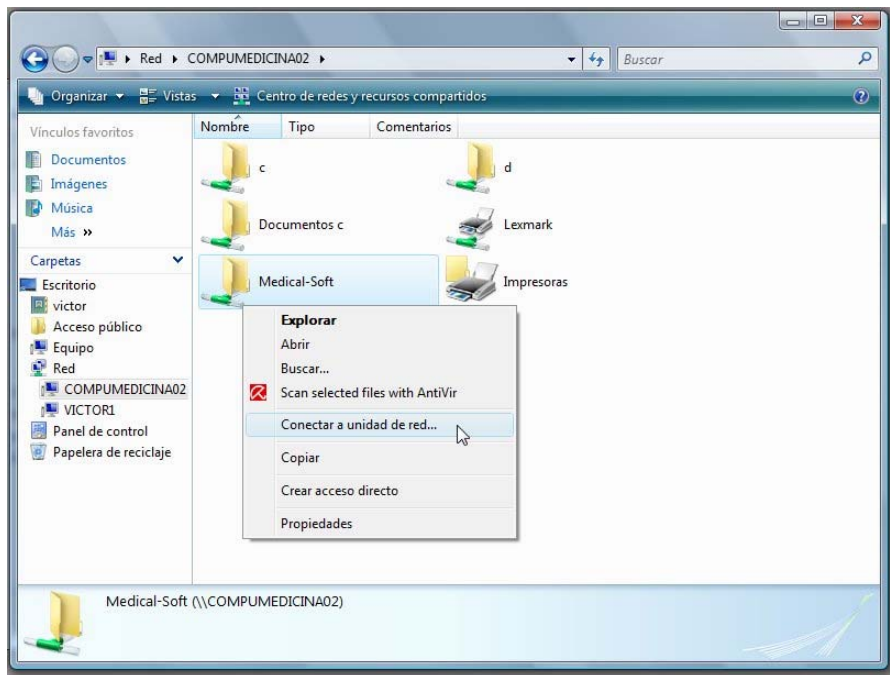 Red COMPUMEDICINA02
Buscar
Organizar Vistas Centro de redes y recursos compartidos
Vínculos favoritos
Documentos
Imágenes
Música
Más »
Carpetas
Escritorio
victor
Acceso público
Equipo
Red
COMPUMEDICINA02
VICTOR1
Panel de control
Papelera de reciclaje
Nombre Tipo Comentarios
c d
Documentos c Lexmark
Medical-Soft Impresoras
Explorar
Abrir
Buscar...
Scan selected files with AntiVir
Conectar a unidad de red...
Copiar
Crear acceso directo
Propiedades
Medical-Soft (\\COMPUMEDICINA02)